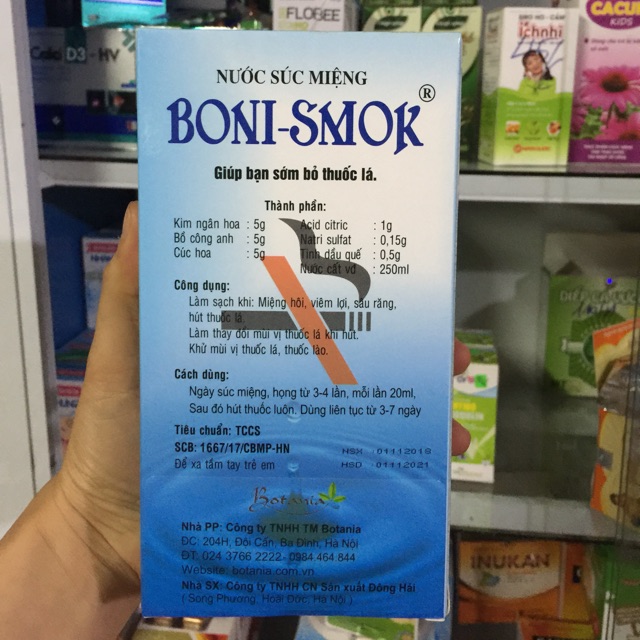 Calci D3 - HV
FLOBEE
ích nhi
CACU
KIDS
NƯỚC SÚC MIỆNG
BONI-SMOK®
Giúp bạn sớm bỏ thuốc lá.
Thành phần:
Kim ngân hoa : 5g
Bồ công anh : 5g
Cúc hoa : 5g
Acid citric : 1g
Natri sulfat : 0,15g
Tinh dầu quế : 0,5g
Nước cất vđ : 250ml
Công dụng:
Làm sạch khi: Miệng hôi, viêm lợi, sâu răng,
hút thuốc lá.
Làm thay đổi mùi vị thuốc lá khi hút.
Khử mùi vị thuốc lá, thuốc lào.
Cách dùng:
Ngày súc miệng, họng từ 3-4 lần, mỗi lần 20ml,
Sau đó hút thuốc luôn. Dùng liên tục từ 3-7 ngày
Tiêu chuẩn: TCCS
SCB: 1667/17/CBMP-HN
Để xa tầm tay trẻ em
HSX : 01112018
HSD : 01112021
Botania
Nhà PP: Công ty TNHH TM Botania
ĐC: 204H, Đội Cấn, Ba Đình, Hà Nội
ĐT: 024 3766 2222- 0984 464 844
Website: botania.com.vn
Nhà SX: Công ty TNHH CN Sản xuất Đông Hải
( Song Phương, Hoài Đức, Hà Nội )
INUKAN